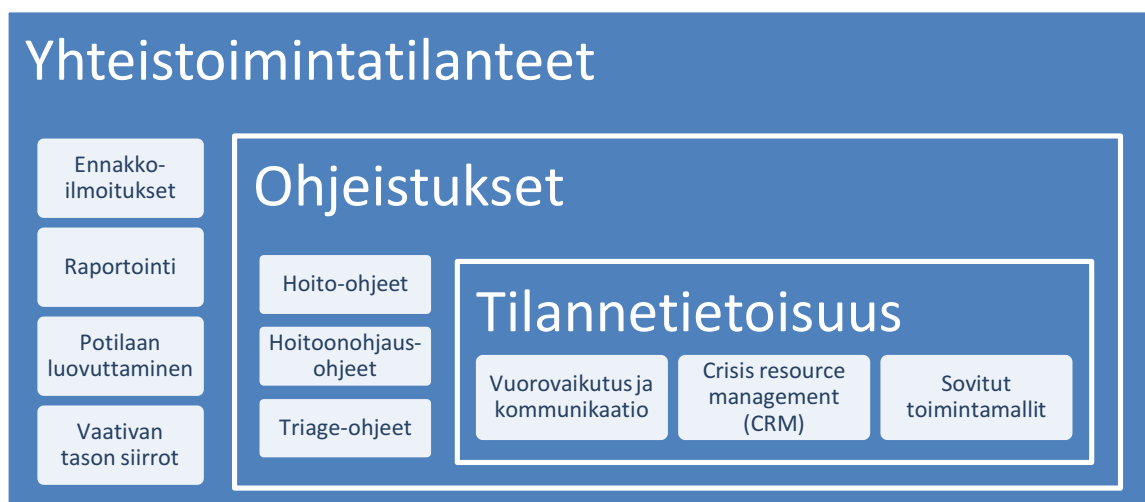 Yhteistoimintatilanteet
Ennakko-
ilmoitukset
Raportointi
Potilaan
luovuttaminen
Vaativan
tason siirrot
Ohjeistukset
Hoito-ohjeet
Hoitoonohjaus-
ohjeet
Triage-ohjeet
Tilannetietoisuus
Vuorovaikutus ja
kommunikaatio
Crisis resource
management
(CRM)
Sovitut
toimintamallit